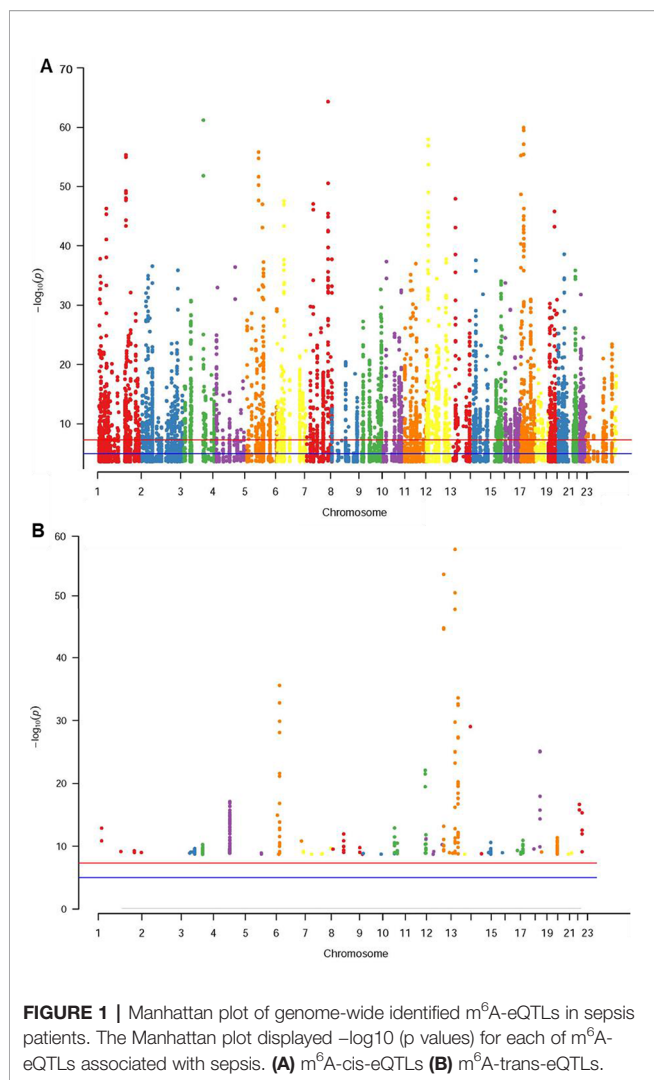 A
70
60
50
40
30
20
10
−log10(p)
1 2 3 4 5 6 7 8 9 10 11 12 13 15 17 19 21 23
Chromosome
B
60
50
40
30
20
10
0
−log10(p)
1 2 3 4 5 6 7 8 9 10 11 12 13 15 17 19 21 23
Chromosome
FIGURE 1 | Manhattan plot of genome-wide identified m⁶A-eQTLs in sepsis
patients. The Manhattan plot displayed –log10 (p values) for each of m⁶A-
eQTLs associated with sepsis. (A) m⁶A-cis-eQTLs (B) m⁶A-trans-eQTLs.